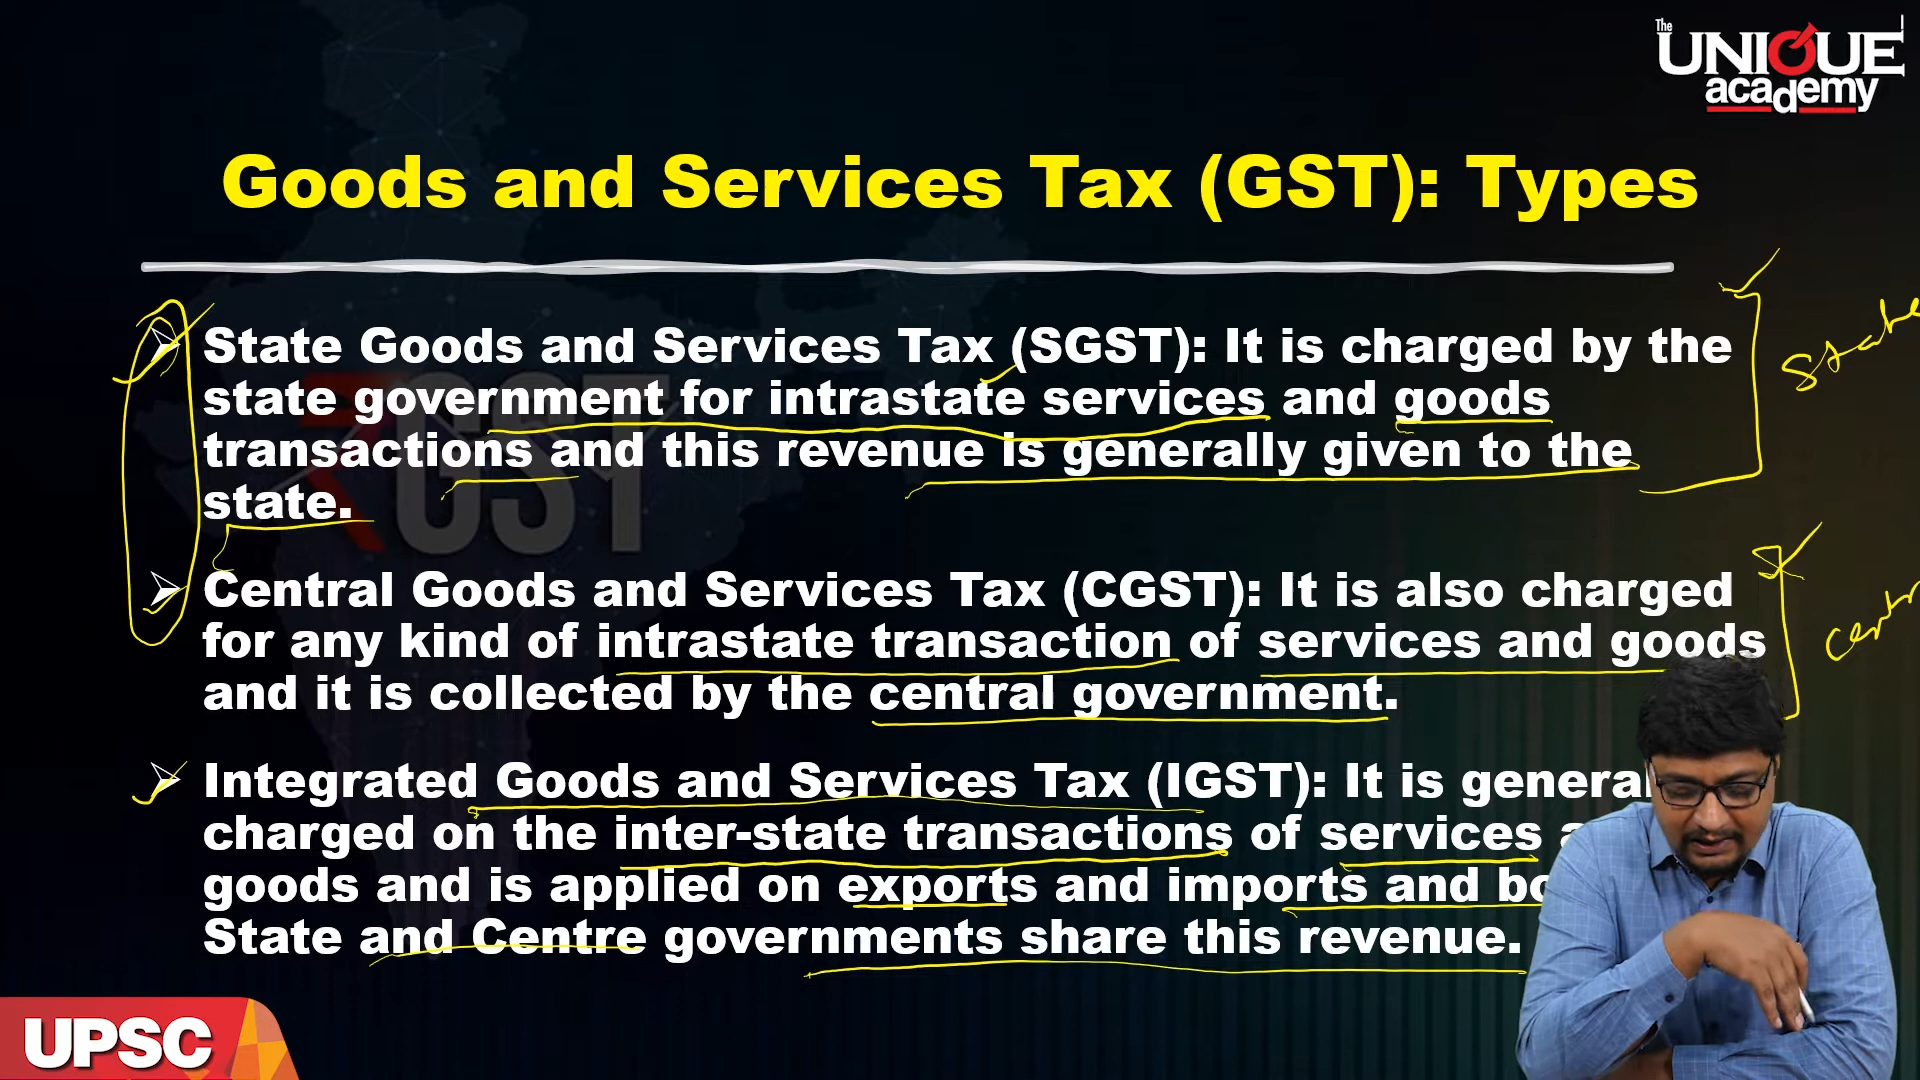 The
UNIQUE
academy
Goods and Services Tax (GST): Types
State Goods and Services Tax (SGST): It is charged by the
state government for intrastate services and goods
transactions and this revenue is generally given to the
state.
State
GST
Central Goods and Services Tax (CGST): It is also charged
for any kind of intrastate transaction of services and goods
and it is collected by the central government.
Integrated Goods and Services Tax (IGST): It is
charged on the inter-state transactions of services
goods and is applied on exports and imports and
State and Centre governments share this revenue.
UPSC